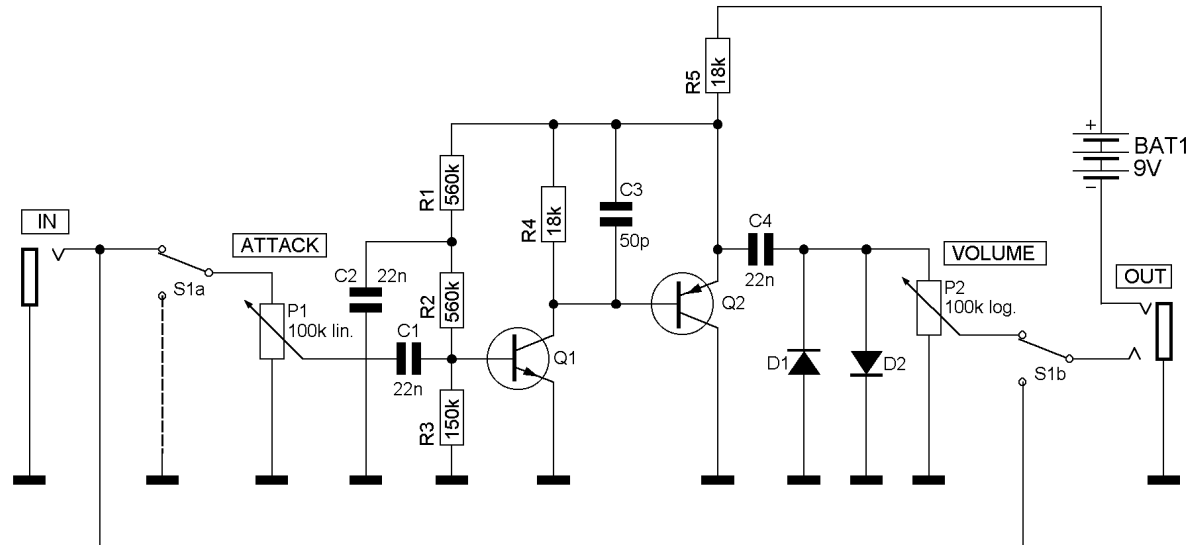 R5
18k
+
BAT1
9V
−
R1
560k
R4
18k
C3
50p
IN
ATTACK
C4
22n
VOLUME
OUT
S1a
C2
22n
R2
560k
Q2
P1
100k lin.
P2
100k log.
C1
22n
Q1
D1
D2
S1b
R3
150k